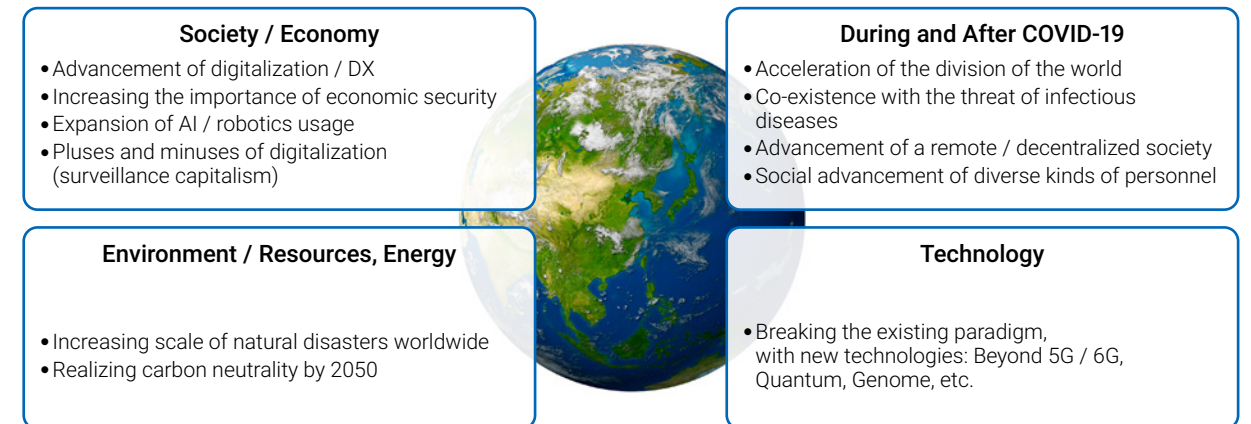 Society / Economy
•Advancement of digitalization / DX
•Increasing the importance of economic security
•Expansion of AI / robotics usage
•Pluses and minuses of digitalization
(surveillance capitalism)
During and After COVID-19
•Acceleration of the division of the world
•Co-existence with the threat of infectious
diseases
•Advancement of a remote / decentralized society
•Social advancement of diverse kinds of personnel
Environment / Resources, Energy
•Increasing scale of natural disasters worldwide
•Realizing carbon neutrality by 2050
Technology
•Breaking the existing paradigm,
with new technologies: Beyond 5G / 6G,
Quantum, Genome, etc.